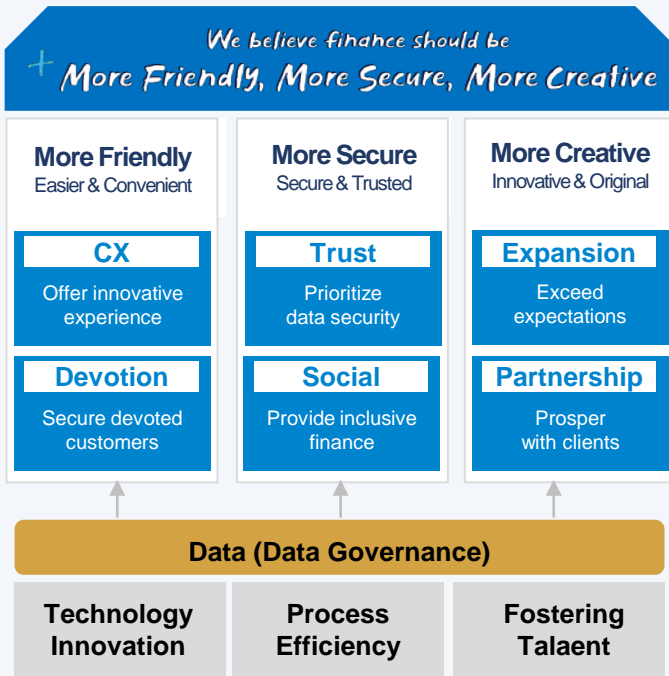 We believe finance should be
+ More Friendly, More Secure, More Creative
More Friendly
Easier & Convenient
CX
Offer innovative
experience
Devotion
Secure devoted
customers
More Secure
Secure & Trusted
Trust
Prioritize
data security
Social
Provide inclusive
finance
More Creative
Innovative & Original
Expansion
Exceed
expectations
Partnership
Prosper
with clients
Data (Data Governance)
Technology
Innovation
Process
Efficiency
Fostering
Talaent